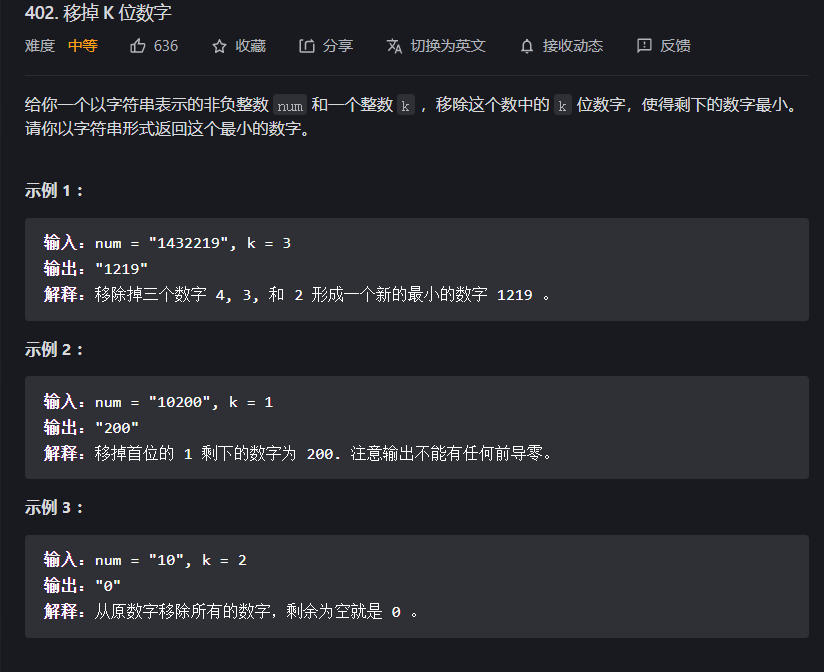 402. 移掉 K 位数字
难度 中等 636 收藏 分享 切换为英文 接收动态 反馈
给你一个以字符串表示的非负整数 num 和一个整数 k ，移除这个数中的 k 位数字，使得剩下的数字最小。
请你以字符串形式返回这个最小的数字。
示例 1 ：
输入：num = "1432219", k = 3
输出："1219"
解释：移除掉三个数字 4, 3, 和 2 形成一个新的最小的数字 1219 。
示例 2 ：
输入：num = "10200", k = 1
输出："200"
解释：移掉首位的 1 剩下的数字为 200. 注意输出不能有任何前导零。
示例 3 ：
输入：num = "10", k = 2
输出："0"
解释：从原数字移除所有的数字，剩余为空就是 0 。